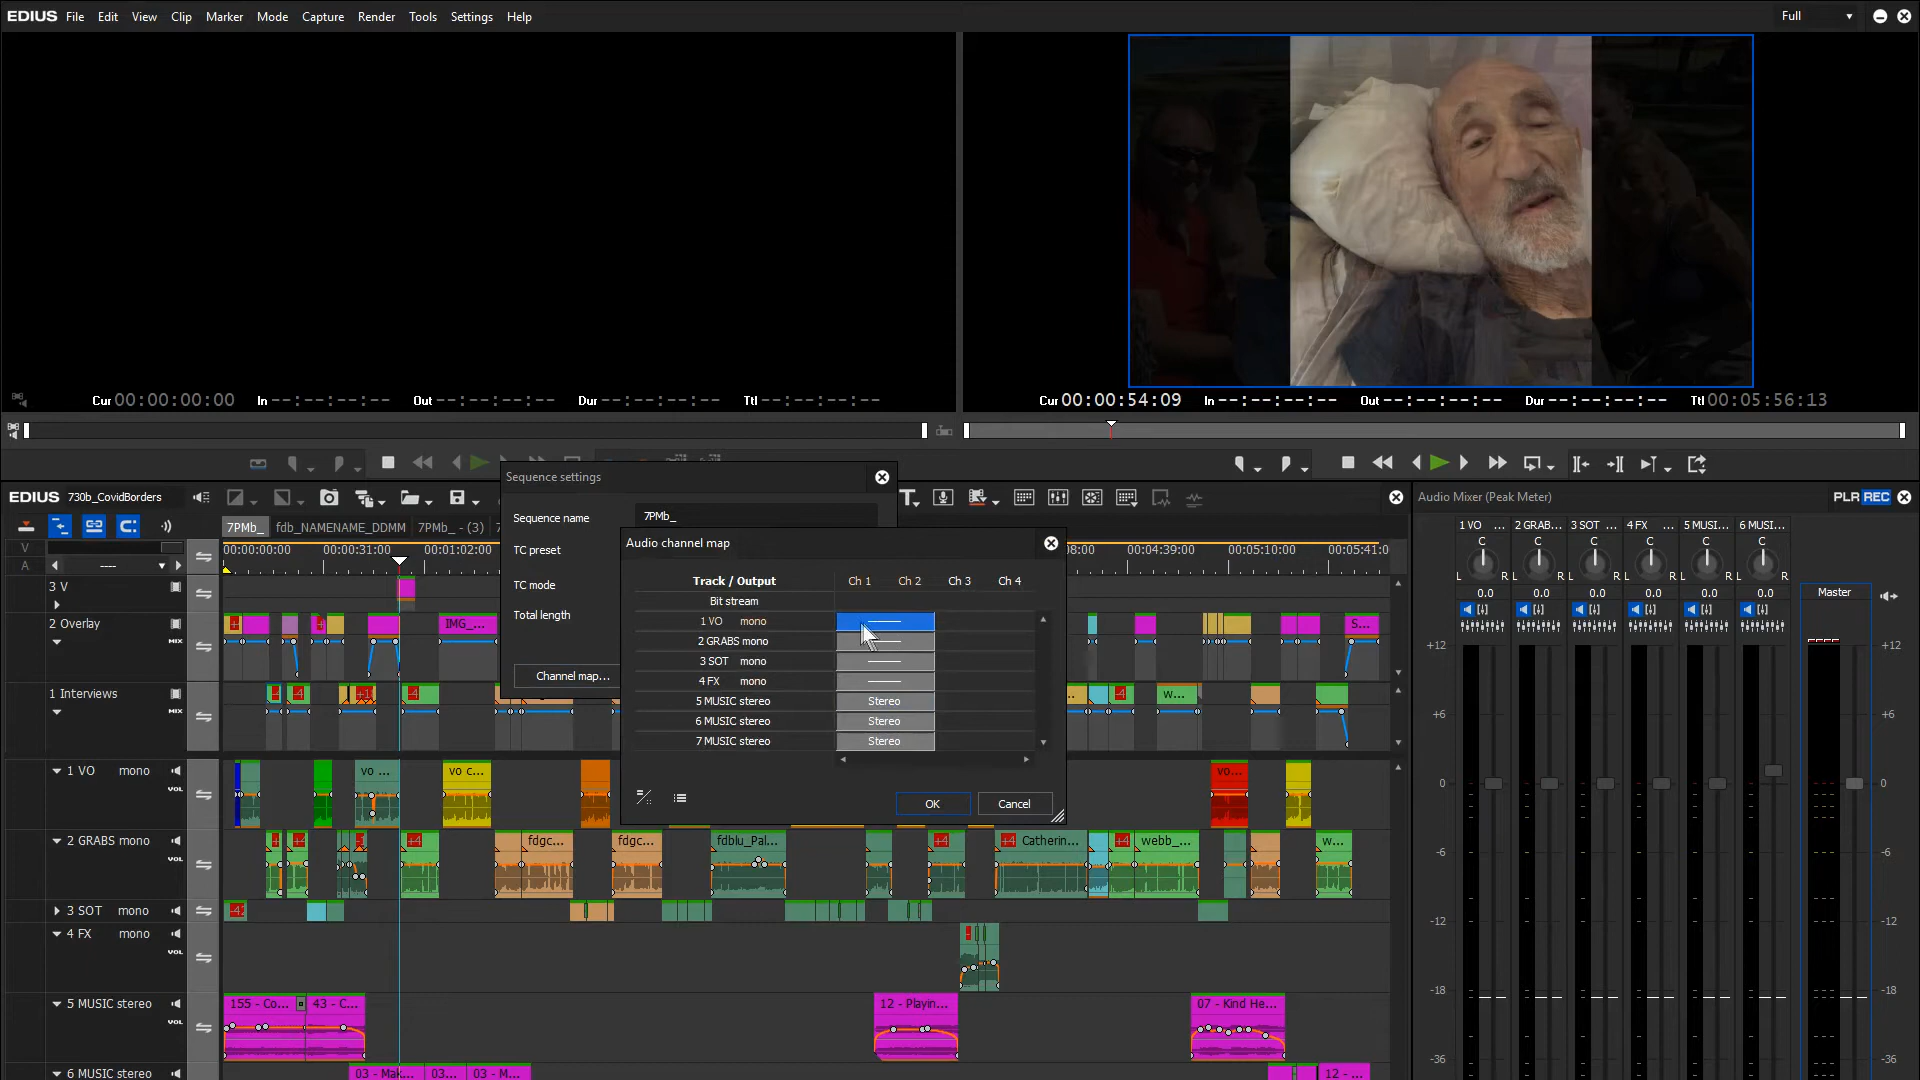 EDIUS File Edit View Clip Marker Mode Capture Render Tools Settings Help
Full
Cur 00:00:00:00 In --:--:--:-- Out --:--:--:-- Dur --:--:--:-- Ttl --:--:--:--
Cur 00:00:54:09 In --:--:--:-- Out --:--:--:-- Dur --:--:--:-- Ttl 00:05:56:13
EDIUS 730b_CovidBorders
7PMb_ fdb_NAMENAME_DDMM 7PMb_ - (3)
00:00:00:00 00:00:31:00 00:01:02:00
:08:00 00:04:39:00 00:05:10:00 00:05:41:0
V
A
----
3 V
2 Overlay
MIX
IMG_...
S...
1 Interviews
MIX
w...
1 VO mono
VOL
vo ...
vo c...
vo...
2 GRABS mono
VOL
fdgc...
fdgc...
fdblu_Pal...
Catherin...
webb_...
w...
3 SOT mono
4 FX mono
VOL
5 MUSIC stereo
VOL
155 - Co...
43 - C...
12 - Playin...
07 - Kind He...
6 MUSIC stereo
03 - Mak...
03...
03 - M...
12 - ...
Sequence settings
Sequence name 7PMb_
TC preset
TC mode
Total length
Channel map...
Audio channel map
Track / Output Ch 1 Ch 2 Ch 3 Ch 4
Bit stream
1 VO mono
2 GRABS mono
3 SOT mono
4 FX mono
5 MUSIC stereo Stereo
6 MUSIC stereo Stereo
7 MUSIC stereo Stereo
OK Cancel
Audio Mixer (Peak Meter) PLR REC
1 VO ... 2 GRAB... 3 SOT ... 4 FX ... 5 MUSI... 6 MUSI...
C C C C C C
L R L R L R L R L R L R
0.0 0.0 0.0 0.0 0.0 0.0
Master
+12 +12
+6 +6
0 0
-6 -6
-12 -12
-18 -18
-36 -36